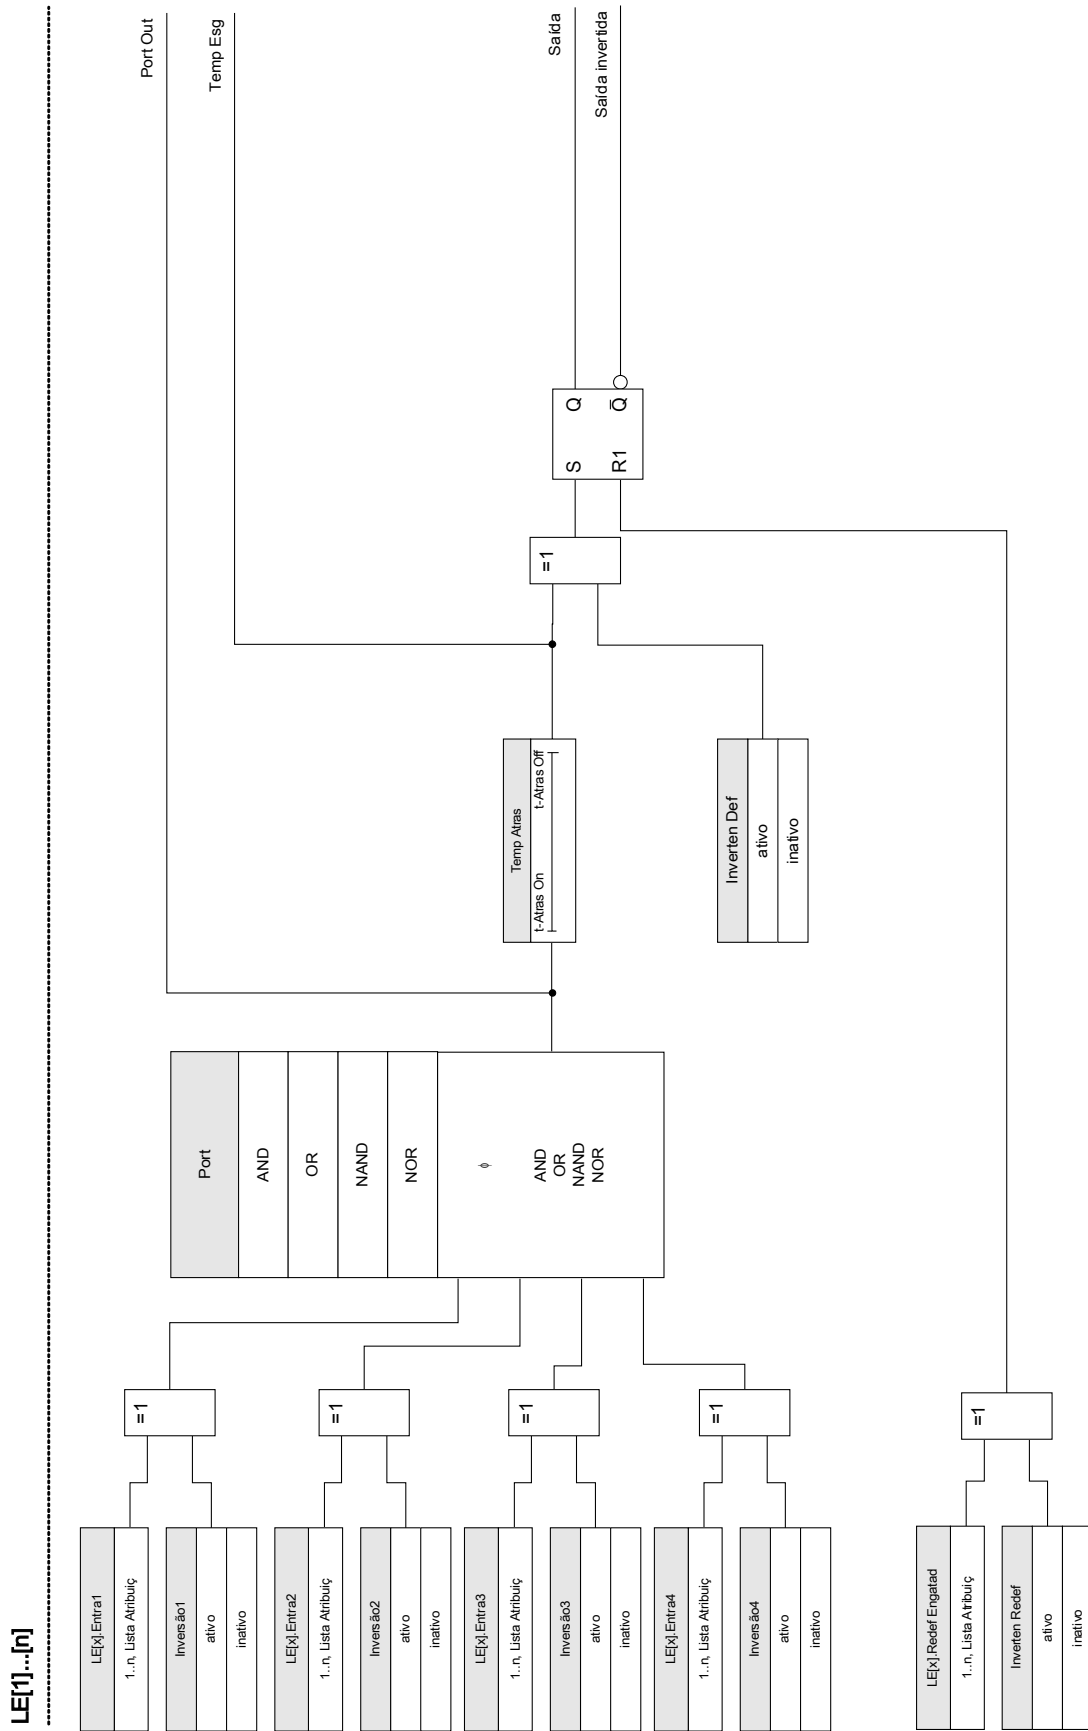 LE[1]...[n]
LE[x].Entra1
1..n, Lista Atribuiç
Inversão1
ativo
inativo
LE[x].Entra2
1..n, Lista Atribuiç
Inversão2
ativo
inativo
LE[x].Entra3
1..n, Lista Atribuiç
Inversão3
ativo
inativo
LE[x].Entra4
1..n, Lista Atribuiç
Inversão4
ativo
inativo
LE[x].Redef Engatad
1..n, Lista Atribuiç
Inverten Redef
ativo
inativo
=1
=1
=1
=1
=1
Port
AND
OR
NAND
NOR
ϕ
AND
OR
NAND
NOR
Temp Atras
t-Atras On
t-Atras Off
Inverten Def
ativo
inativo
=1
S
Q
R1
Q̅
Port Out
Temp Esg
Saída
Saída invertida